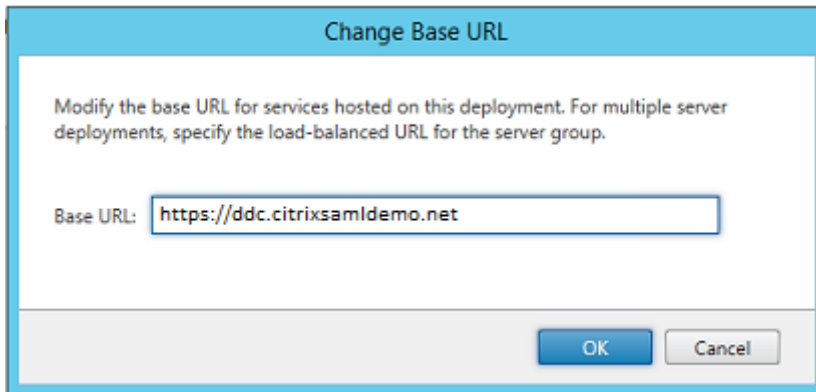 Change Base URL
Modify the base URL for services hosted on this deployment. For multiple server
deployments, specify the load-balanced URL for the server group.
Base URL: https://ddc.citrixsamldemo.net
OK Cancel